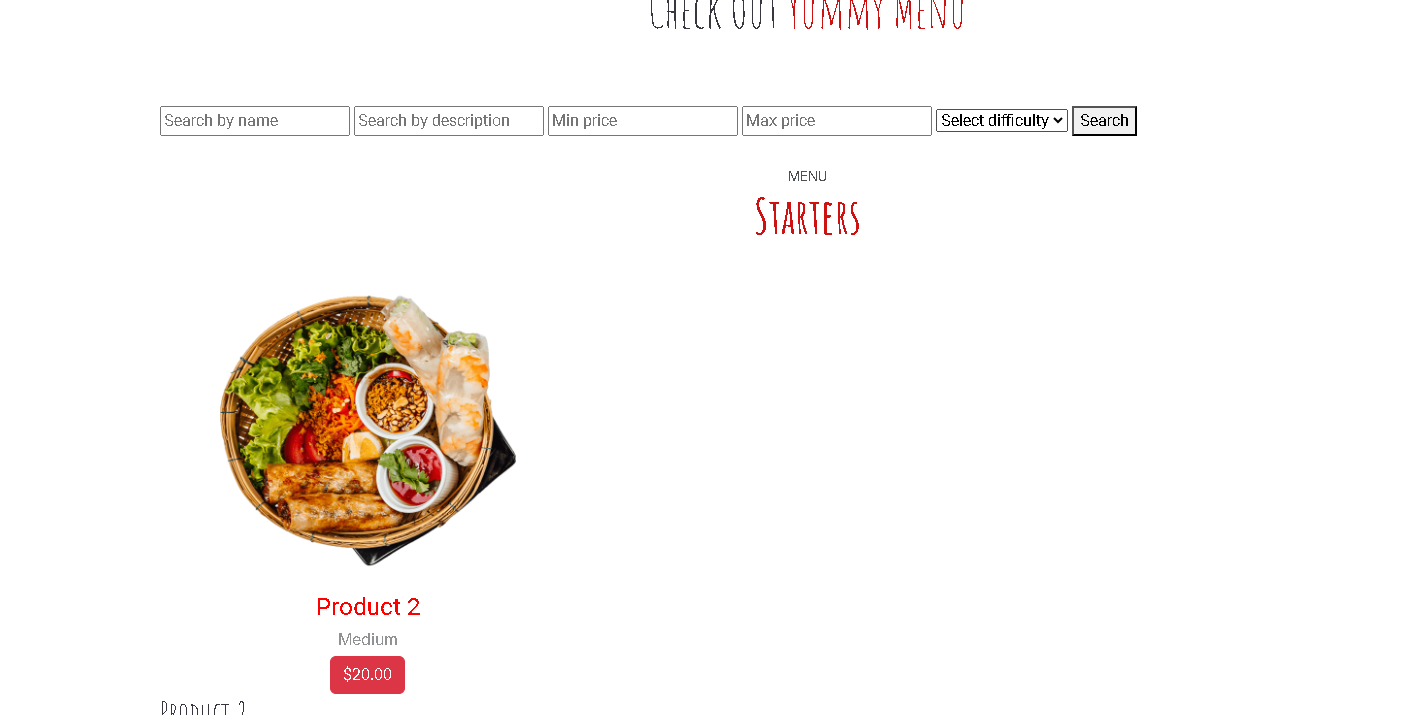 Check Out Yummy Menu
Search by name Search by description Min price Max price Select difficulty Search
MENU
Starters
Product 2
Medium
$20.00
Product 2